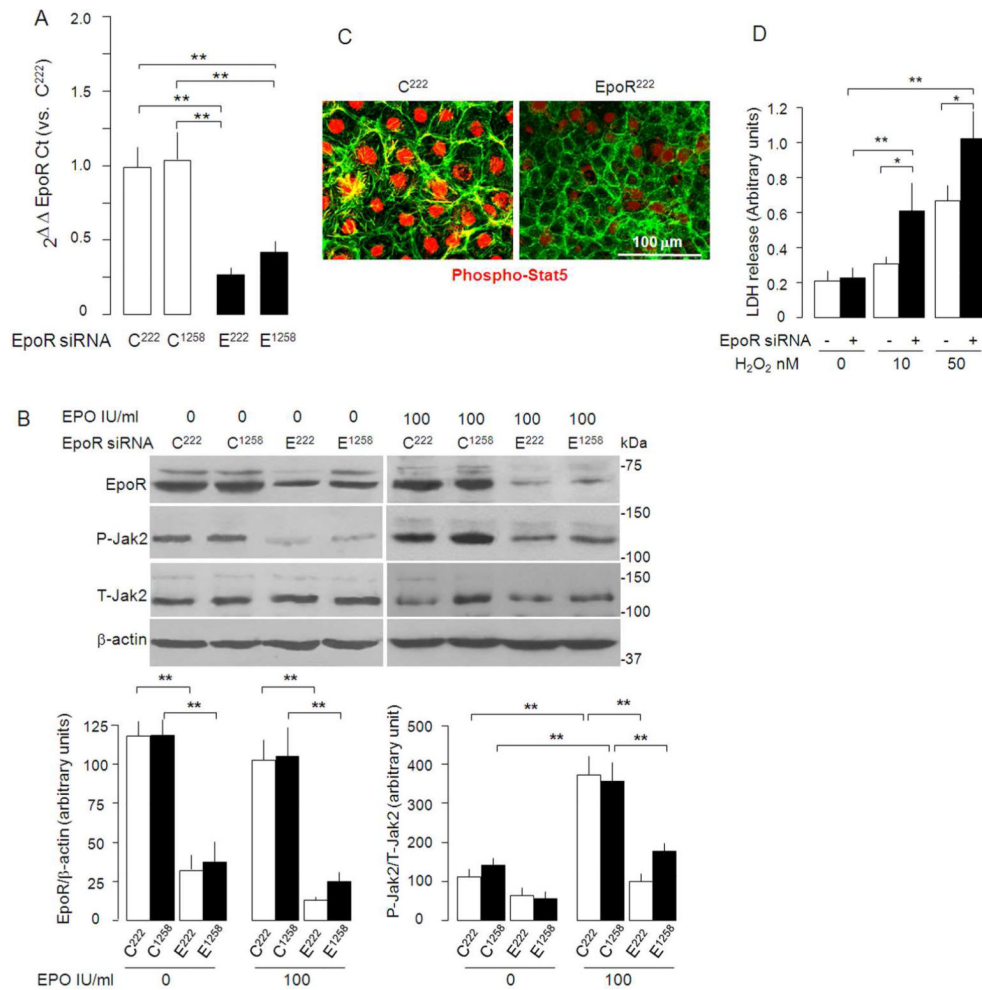 A
2^ΔΔ EpoR Ct (vs. C²²²)
2.0
1.5
1.0
0.5
0
** ** ** **
EpoR siRNA C²²² C¹²⁵⁸ E²²² E¹²⁵⁸
C
C²²² EpoR²²²
100 μm
Phospho-Stat5
D
LDH release (Arbitrary units)
1.2
1.0
0.8
0.6
0.4
0.2
0
** * ** *
EpoR siRNA - + - + - +
H₂O₂ nM 0 10 50
B
EPO IU/ml 0 0 0 0 100 100 100 100
EpoR siRNA C²²² C¹²⁵⁸ E²²² E¹²⁵⁸ C²²² C¹²⁵⁸ E²²² E¹²⁵⁸ kDa
EpoR -75
P-Jak2 -150
-100
T-Jak2 -150
-100
β-actin
-37
EpoR/β-actin (arbitrary units)
125
100
75
50
25
0
** ** ** **
C²²² C¹²⁵⁸ E²²² E¹²⁵⁸ C²²² C¹²⁵⁸ E²²² E¹²⁵⁸
EPO IU/ml 0 100
P-Jak2/T-Jak2 (arbitrary unit)
500
400
300
200
100
0
** ** ** **
C²²² C¹²⁵⁸ E²²² E¹²⁵⁸ C²²² C¹²⁵⁸ E²²² E¹²⁵⁸
0 100